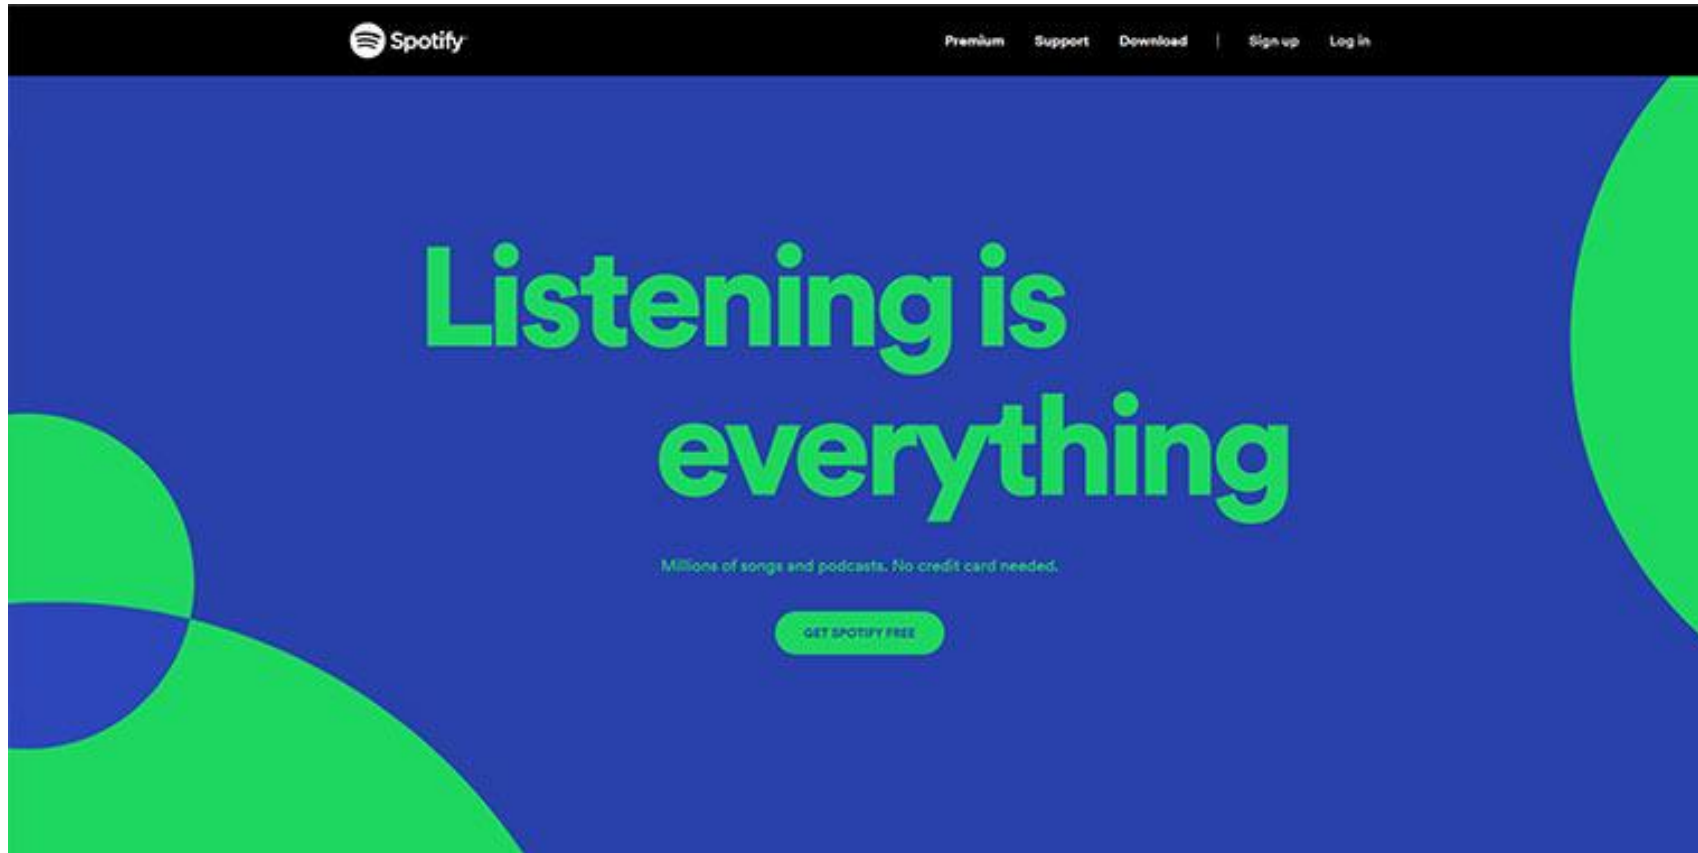 Spotify
Premium Support Download | Sign up Log in
Listening is
everything
Millions of songs and podcasts. No credit card needed.
GET SPOTIFY FREE